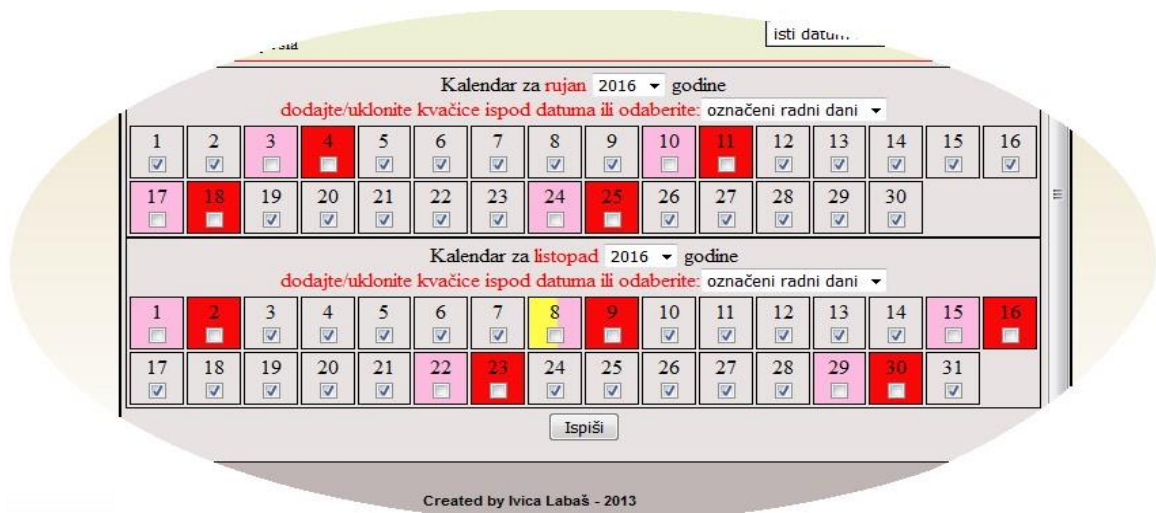 isti datum
Kalendar za rujan 2016 godine
dodajte/uklonite kvačice ispod datuma ili odaberite: označeni radni dani
1 2 3 4 5 6 7 8 9 10 11 12 13 14 15 16
17 18 19 20 21 22 23 24 25 26 27 28 29 30
Kalendar za listopad 2016 godine
dodajte/uklonite kvačice ispod datuma ili odaberite: označeni radni dani
1 2 3 4 5 6 7 8 9 10 11 12 13 14 15 16
17 18 19 20 21 22 23 24 25 26 27 28 29 30 31
Ispiši
Created by Ivica Labaš - 2013